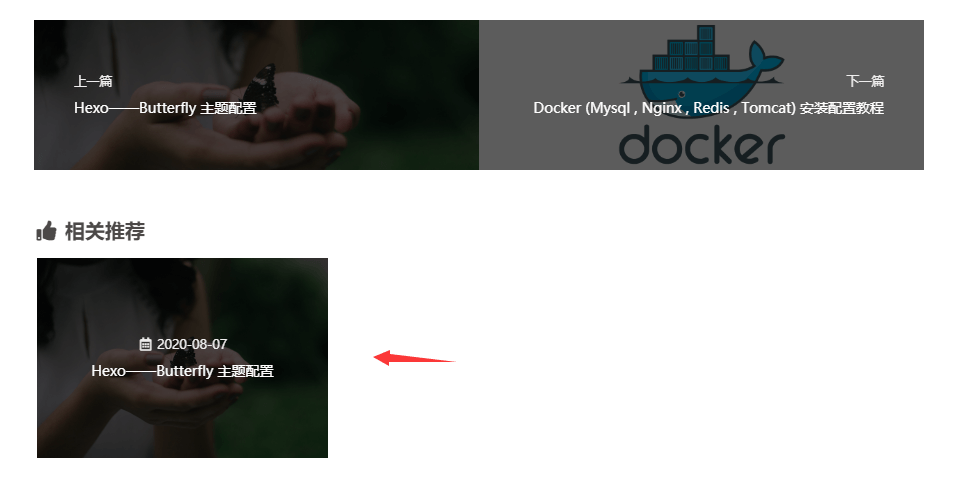 上一篇
Hexo——Butterfly 主题配置
下一篇
Docker (Mysql , Nginx , Redis , Tomcat) 安装配置教程
docker
相关推荐
2020-08-07
Hexo——Butterfly 主题配置